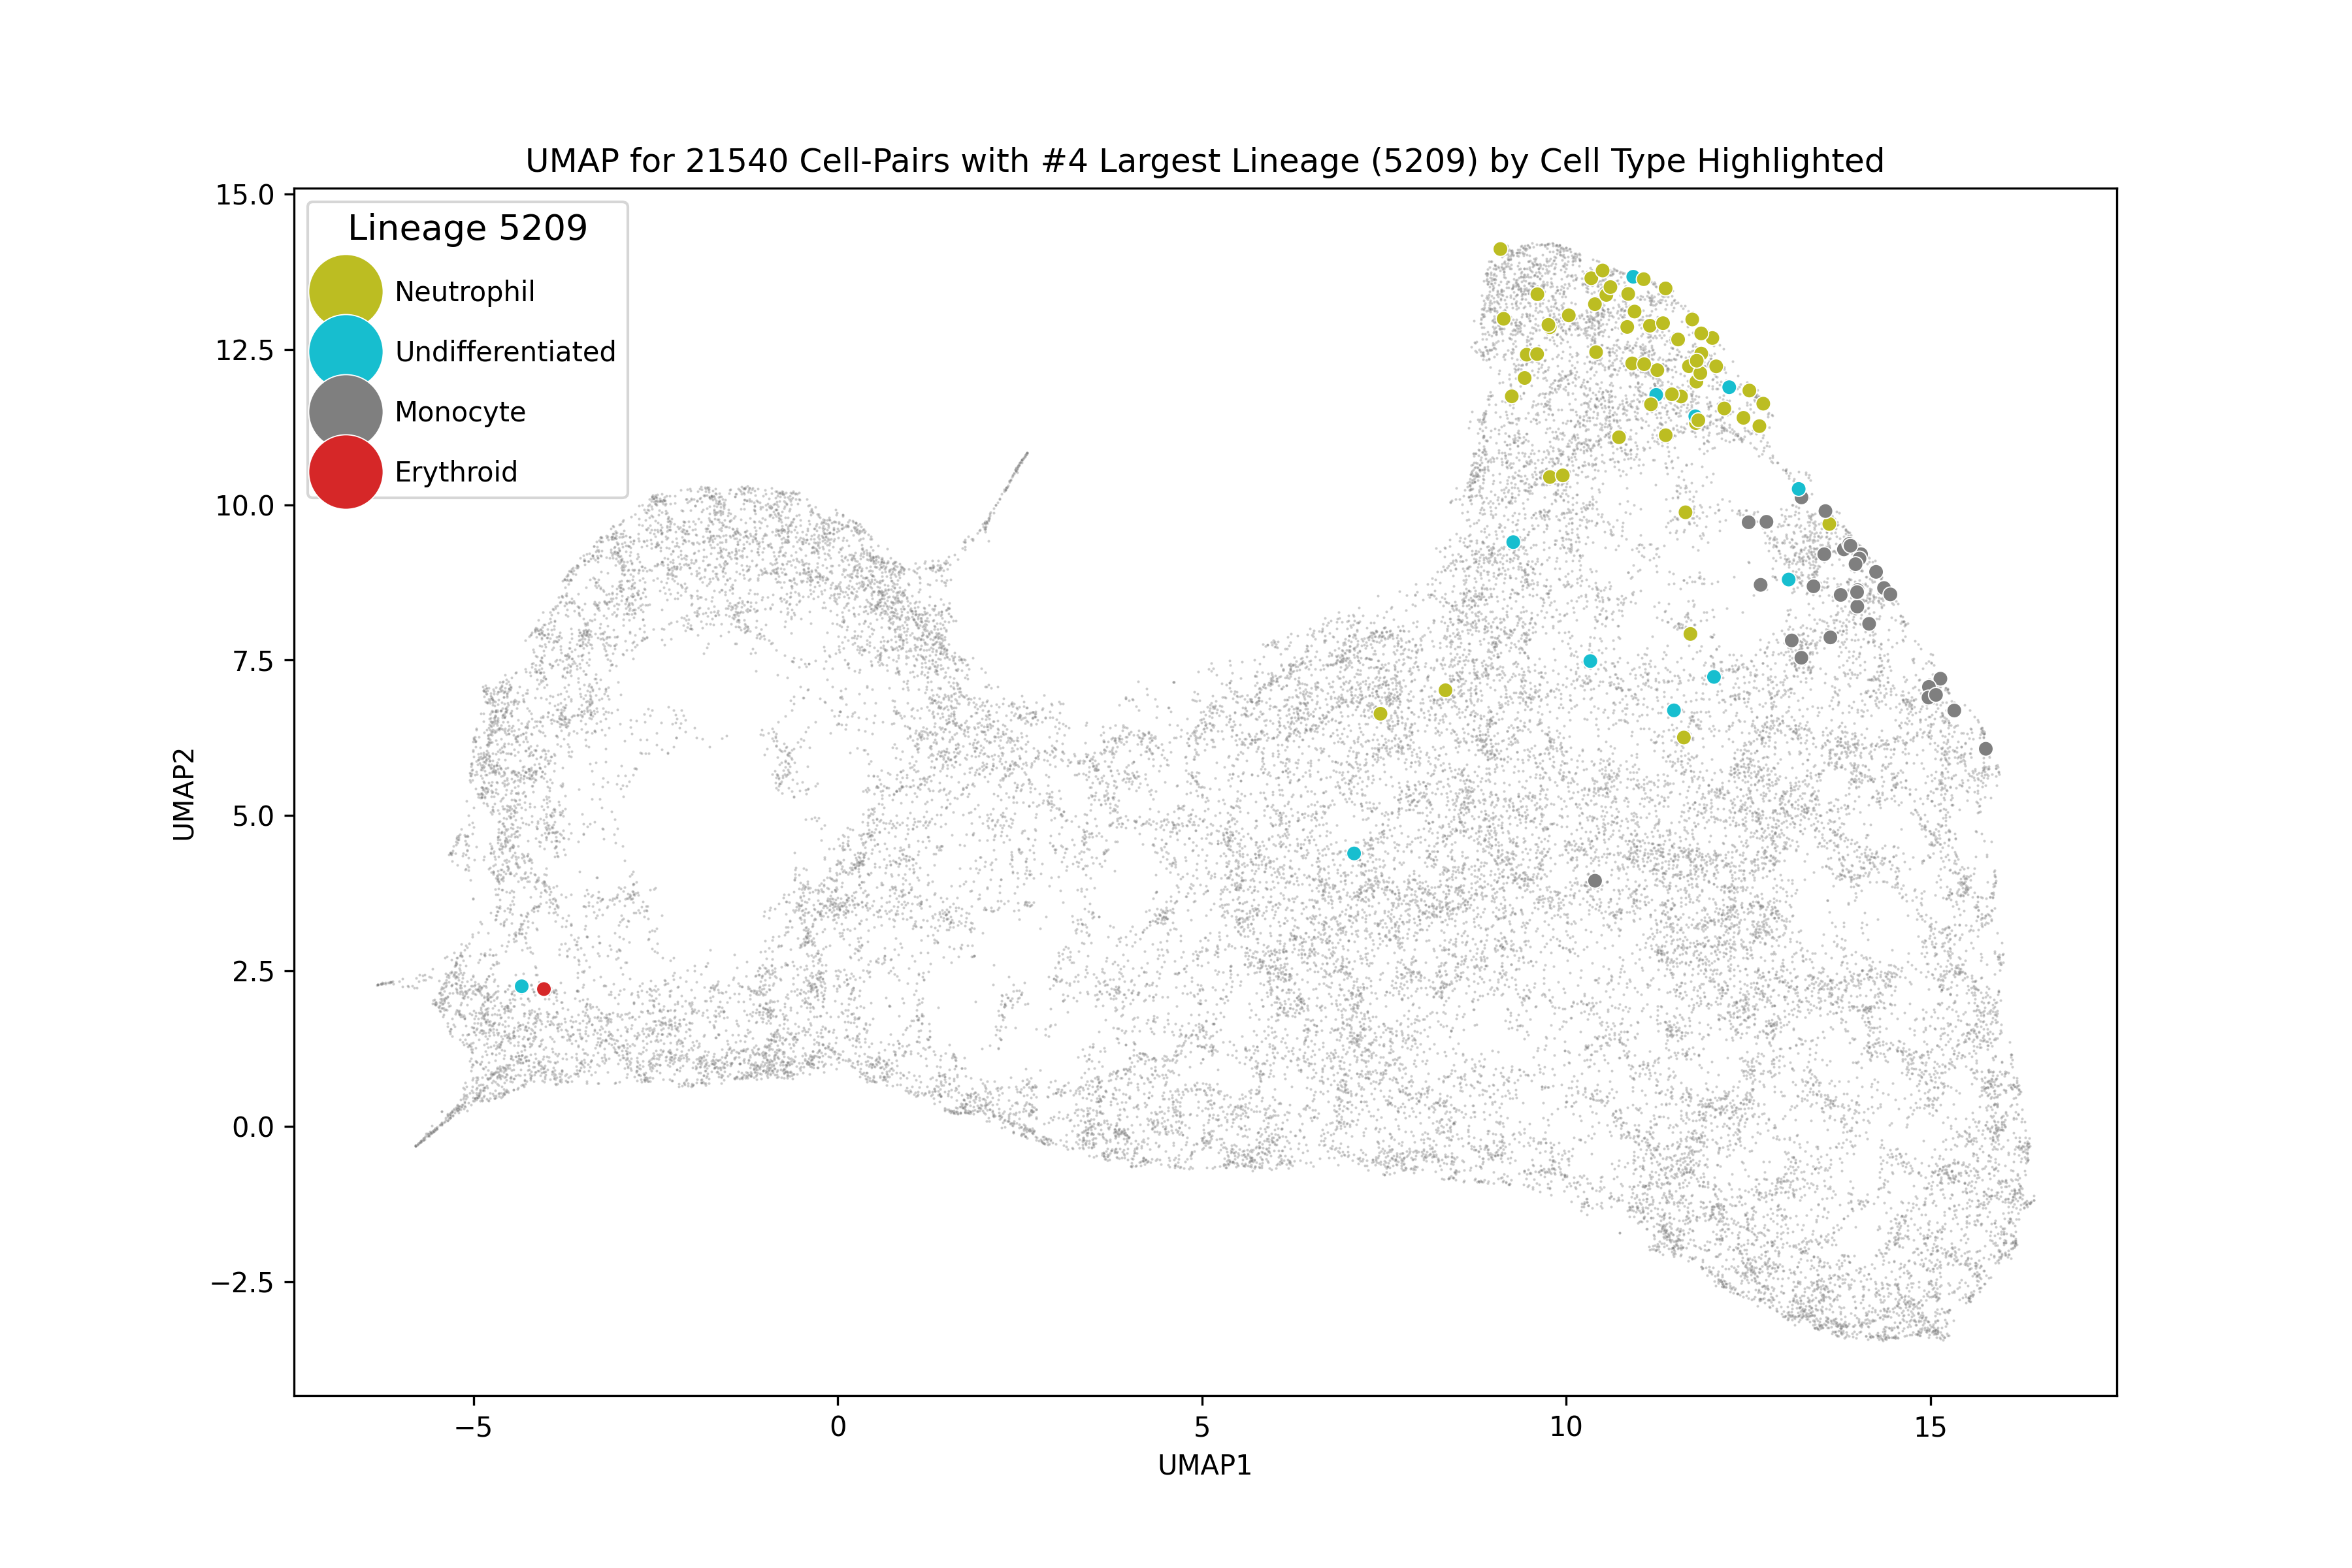 UMAP for 21540 Cell-Pairs with #4 Largest Lineage (5209) by Cell Type Highlighted
Lineage 5209
Neutrophil
Undifferentiated
Monocyte
Erythroid
15.0
12.5
10.0
7.5
5.0
2.5
0.0
−2.5
UMAP2
−5
0
5
10
15
UMAP1